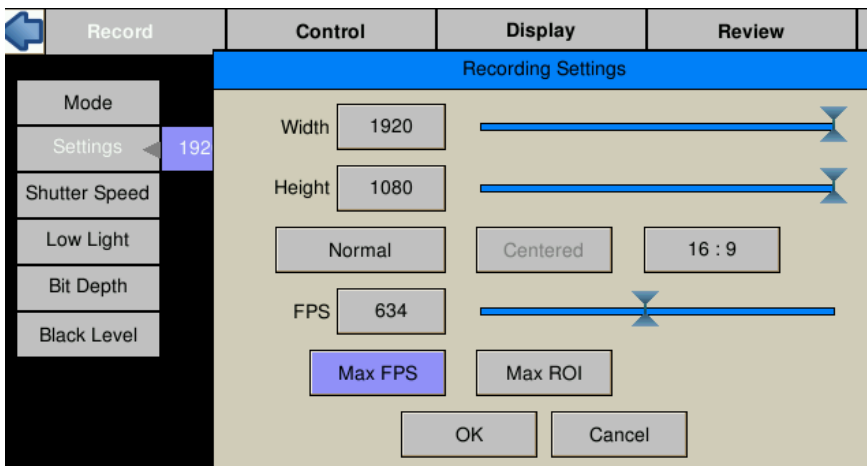 Record Control Display Review
Recording Settings
Mode
Width 1920
Settings 192
Height 1080
Shutter Speed
Low Light
Normal Centered 16 : 9
Bit Depth
FPS 634
Black Level
Max FPS Max ROI
OK Cancel